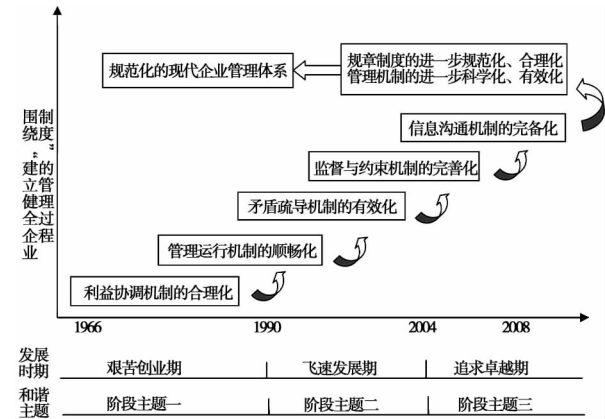 规范化的现代企业管理体系
规章制度的进一步规范化、合理化
管理机制的进一步科学化、有效化
信息沟通机制的完备化
监督与约束机制的完善化
矛盾疏导机制的有效化
管理运行机制的顺畅化
利益协调机制的合理化
围绕“建立健全企业
制度”的管理过程
1966 1990 2004 2008
发展
时期
艰苦创业期 飞速发展期 追求卓越期
和谐
主题
阶段主题一 阶段主题二 阶段主题三